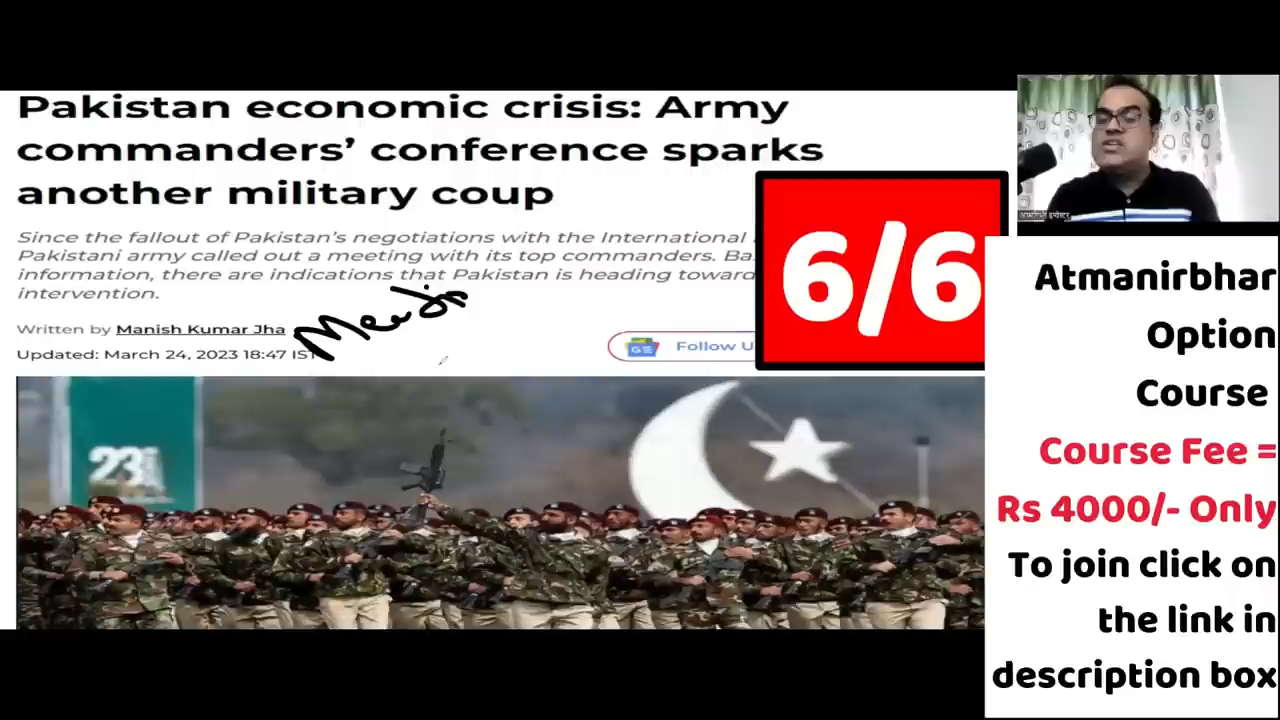 Pakistan economic crisis: Army
commanders’ conference sparks
another military coup
Since the fallout of Pakistan’s negotiations with the International
Pakistani army called out a meeting with its top commanders.
information, there are indications that Pakistan is heading
intervention.
Written by Manish Kumar Jha
Updated: March 24, 2023 18:47 IST
GE Follow U
6/6
23
Atmanirbhar
Option
Course
Course Fee =
Rs 4000/- Only
To join click on
the link in
description box